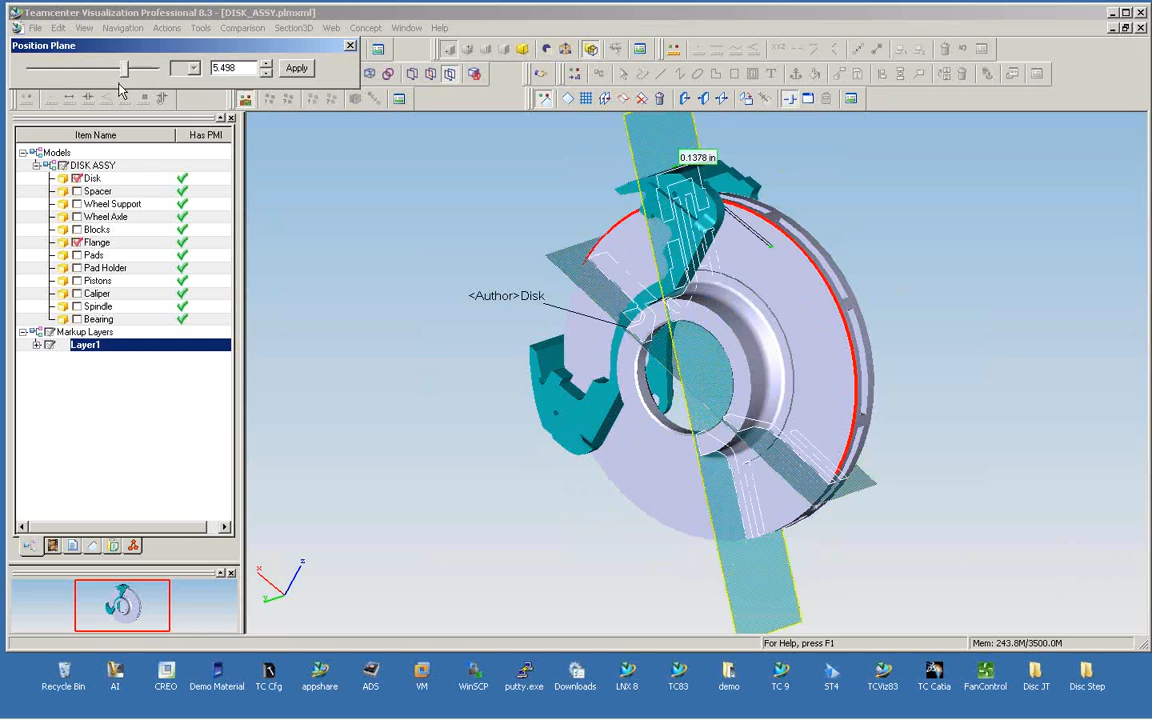 Teamcenter Visualization Professional 8.3 - [DISK_ASSY.plmxml]
File Edit View Navigation Actions Tools Comparison Section3D Web Concept Window Help
Position Plane
5.498 Apply
Item Name Has PMI
Models
DISK ASSY
Disk
Spacer
Wheel Support
Wheel Axle
Blocks
Flange
Pads
Pad Holder
Pistons
Caliper
Spindle
Bearing
Markup Layers
Layer1
0.1378 in
<Author>Disk
x
y
z
For Help, press F1 Mem: 243.8M/3500.0M
Recycle Bin AI CREO Demo Material TC Cfg appshare ADS VM WinSCP putty.exe Downloads LNX 8 TC83 demo TC 9 ST4 TCViz83 TC Catia FanControl Disc JT Disc Step